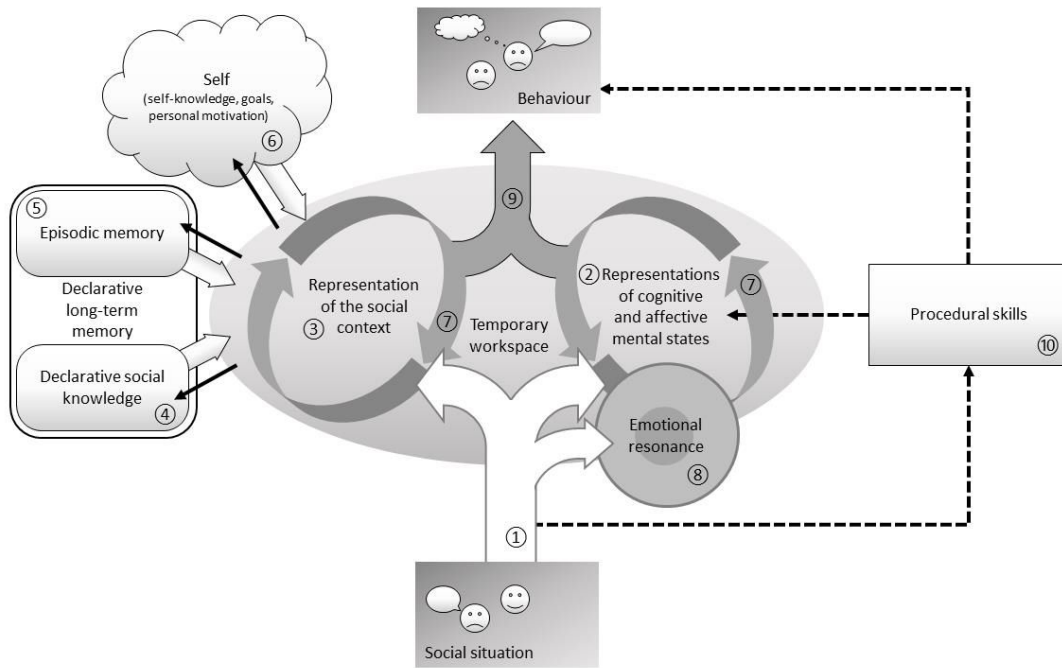 Behaviour
Self
(self-knowledge, goals,
personal motivation)
⑥
⑤
Episodic memory
Declarative
long-term
memory
Declarative social
knowledge
④
⑨
Representation
of the social
context
③
⑦
Temporary
workspace
②
Representations
of cognitive
and affective
mental states
⑦
Procedural skills
⑩
Emotional
resonance
⑧
①
Social situation